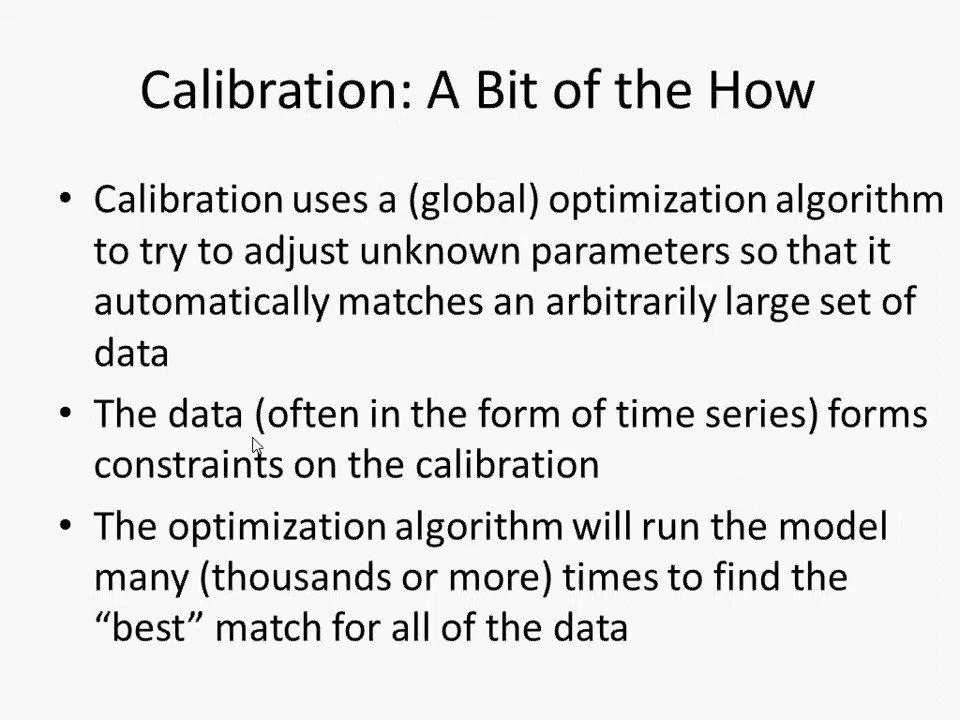 Calibration: A Bit of the How
• Calibration uses a (global) optimization algorithm
to try to adjust unknown parameters so that it
automatically matches an arbitrarily large set of
data
• The data (often in the form of time series) forms
constraints on the calibration
• The optimization algorithm will run the model
many (thousands or more) times to find the
“best” match for all of the data